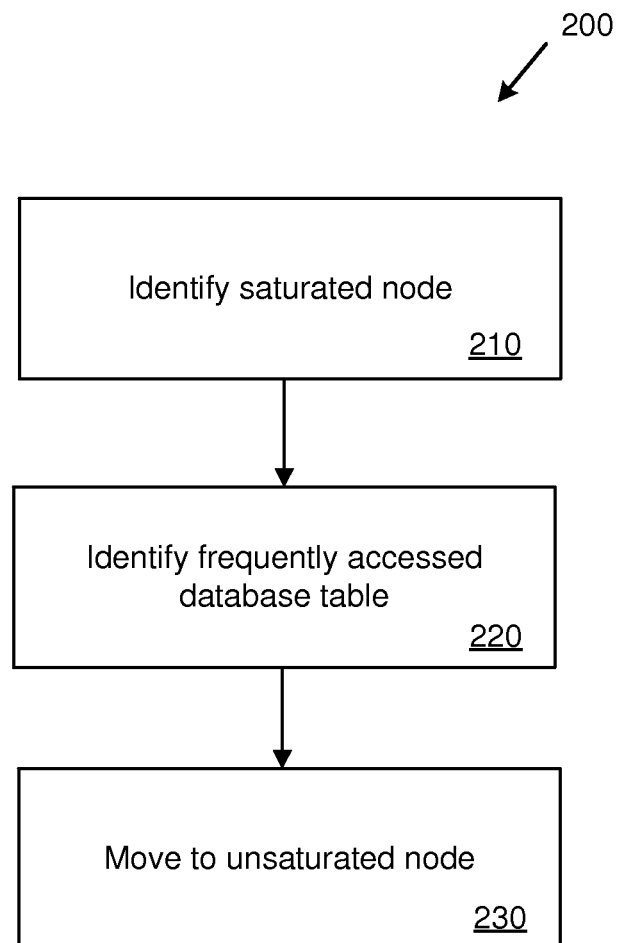 200
Identify saturated node
210
Identify frequently accessed
database table
220
Move to unsaturated node
230